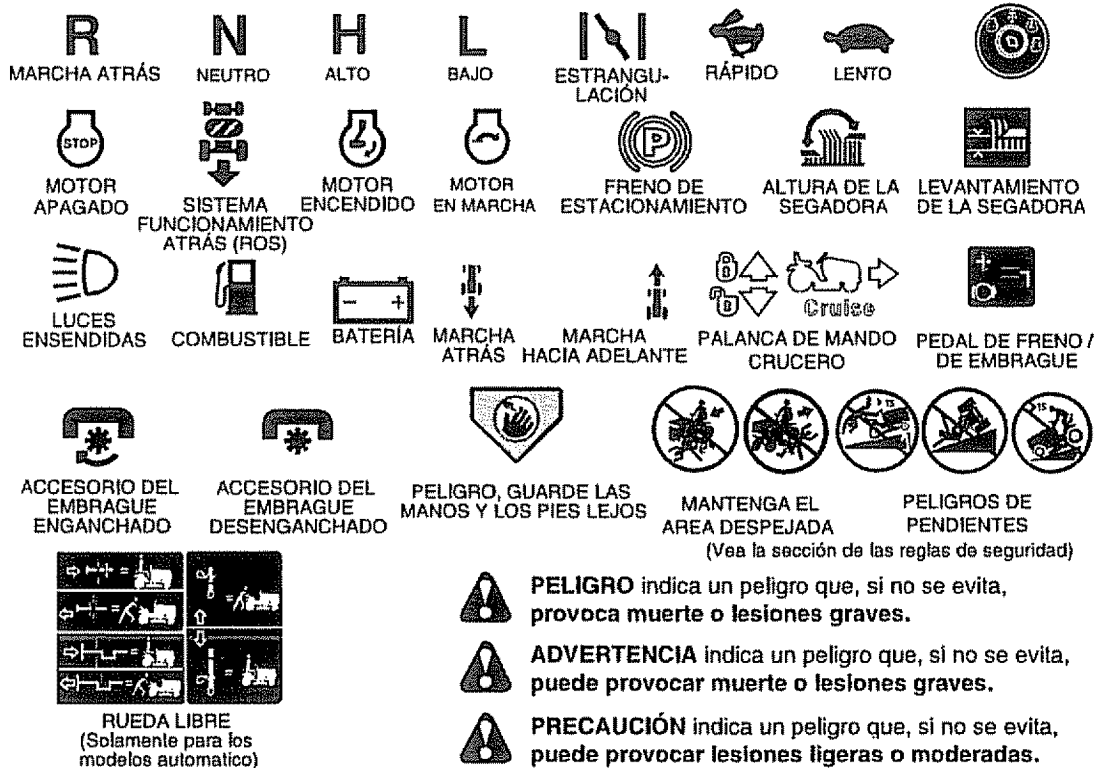 R N H L
MARCHA ATRÁS NEUTRO ALTO BAJO ESTRANGU-
LACIÓN RÁPIDO LENTO
STOP P
MOTOR
APAGADO
SISTEMA
FUNCIONAMIENTO
ATRÁS (ROS)
MOTOR
ENCENDIDO
MOTOR
EN MARCHA
FRENO DE
ESTACIONAMIENTO
ALTURA DE LA
SEGADORA
LEVANTAMIENTO
DE LA SEGADORA
LUCES
ENSENDIDAS
COMBUSTIBLE
- +
BATERÍA
MARCHA
ATRÁS
MARCHA
HACIA ADELANTE
Cruise
PALANCA DE MANDO
CRUCERO
PEDAL DE FRENO /
DE EMBRAGUE
ACCESORIO DEL
EMBRAGUE
ENGANCHADO
ACCESORIO DEL
EMBRAGUE
DESENGANCHADO
PELIGRO, GUARDE LAS
MANOS Y LOS PIES LEJOS
MANTENGA EL
AREA DESPEJADA
15
15
PELIGROS DE
PENDIENTES
(Vea la sección de las reglas de seguridad)
RUEDA LIBRE
(Solamente para los
modelos automatico)
PELIGRO indica un peligro que, si no se evita,
provoca muerte o lesiones graves.
ADVERTENCIA indica un peligro que, si no se evita,
puede provocar muerte o lesiones graves.
PRECAUCIÓN indica un peligro que, si no se evita,
puede provocar lesiones ligeras o moderadas.